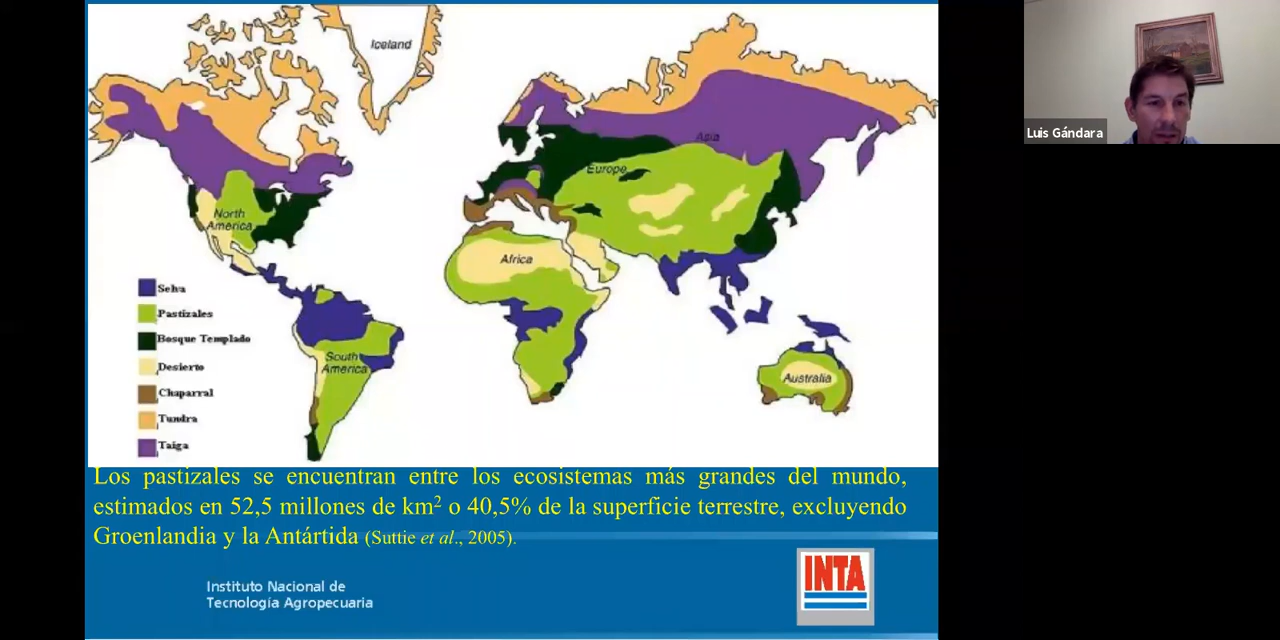 Iceland
Luis Gándara
Asia
Europe
North
America
Africa
Selva
Pastizales
Bosque Templado
South
America
Desierto
Australia
Chaparral
Tundra
Taiga
Los pastizales se encuentran entre los ecosistemas más grandes del mundo,
estimados en 52,5 millones de km² o 40,5% de la superficie terrestre, excluyendo
Groenlandia y la Antártida (Suttie et al., 2005).
Instituto Nacional de
Tecnología Agropecuaria
INTA